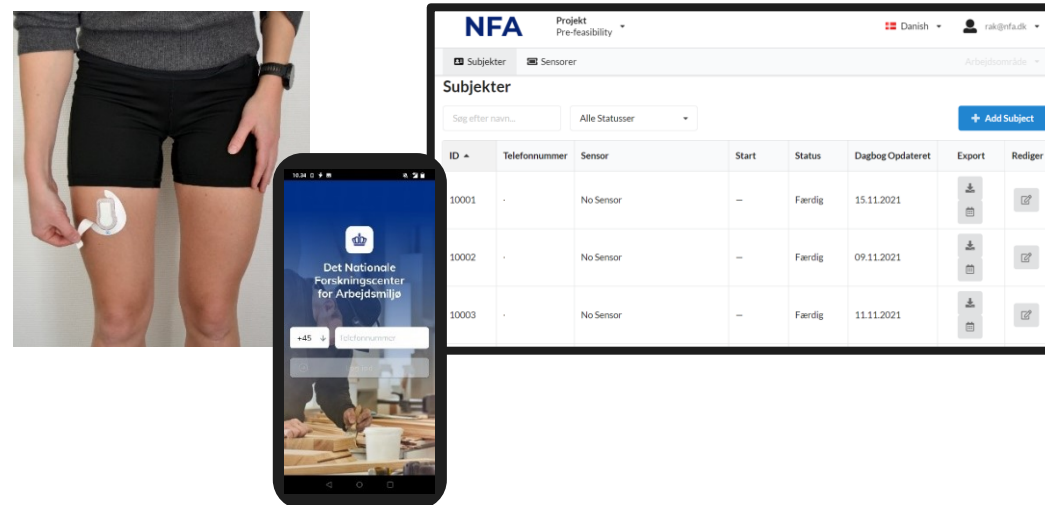 NFA
Projekt
Pre-feasibility
Danish
rak@nfa.dk
Subjekter
Sensorer
Arbejdsområde
Subjekter
Søg efter navn...
Alle Statusser
+ Add Subject
ID Telefonnummer Sensor Start Status Dagbog Opdateret Export Rediger
10001 - No Sensor — Færdig 15.11.2021
10002 - No Sensor — Færdig 09.11.2021
10003 - No Sensor — Færdig 11.11.2021
10.34
Det Nationale
Forskningscenter
for Arbejdsmiljø
+45 Telefonnummer